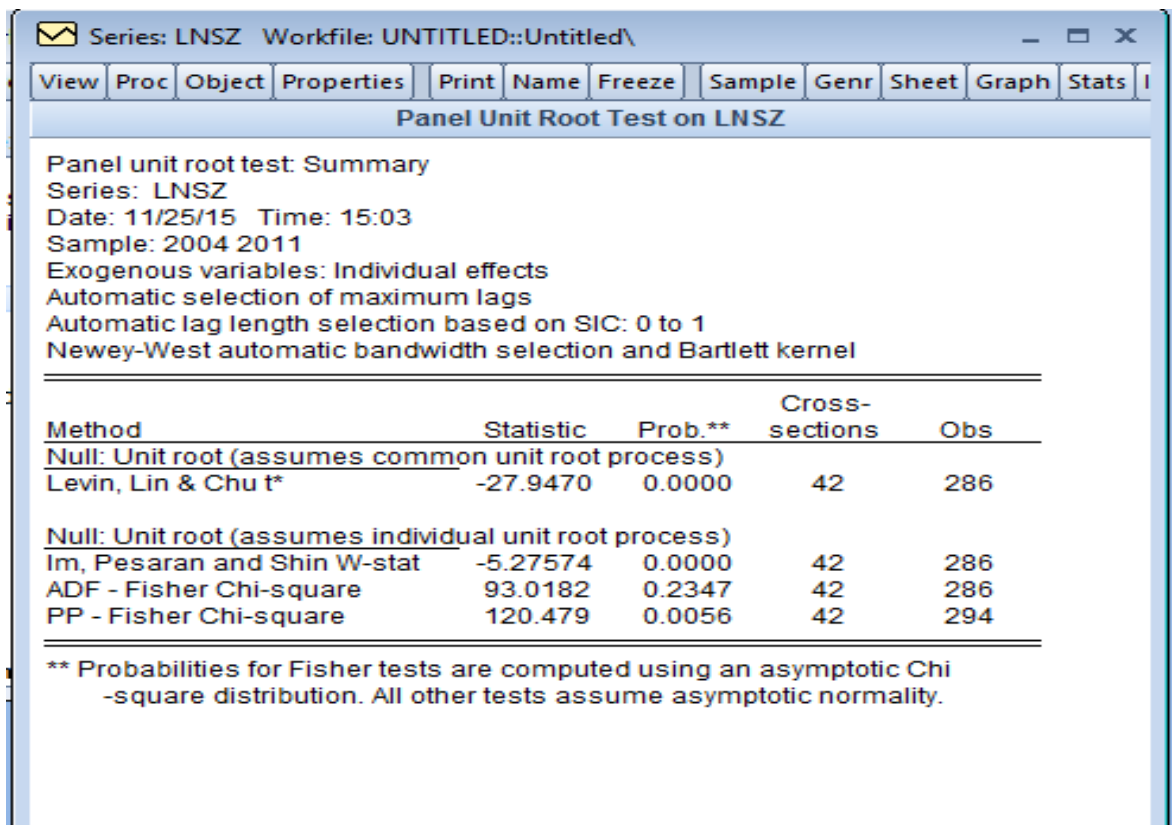 Series: LNSZ Workfile: UNTITLED::Untitled\
View Proc Object Properties Print Name Freeze Sample Genr Sheet Graph Stats
Panel Unit Root Test on LNSZ
Panel unit root test: Summary
Series: LNSZ
Date: 11/25/15 Time: 15:03
Sample: 2004 2011
Exogenous variables: Individual effects
Automatic selection of maximum lags
Automatic lag length selection based on SIC: 0 to 1
Newey-West automatic bandwidth selection and Bartlett kernel
Cross-
Method Statistic Prob.** sections Obs
Null: Unit root (assumes common unit root process)
Levin, Lin & Chu t* -27.9470 0.0000 42 286
Null: Unit root (assumes individual unit root process)
Im, Pesaran and Shin W-stat -5.27574 0.0000 42 286
ADF - Fisher Chi-square 93.0182 0.2347 42 286
PP - Fisher Chi-square 120.479 0.0056 42 294
** Probabilities for Fisher tests are computed using an asymptotic Chi
-square distribution. All other tests assume asymptotic normality.